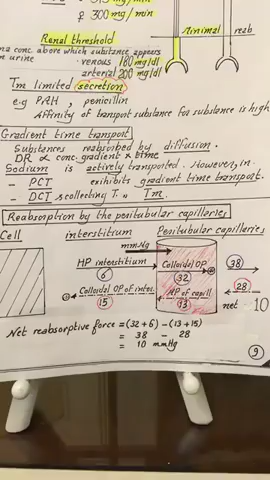 ♀ 300 mg / min
Renal threshold
ma conc above which substance appears
n urine
venous 180 mg/dl
arterial 200 mg/dl
Minimal reab
Tm limited secretion
e.g PAH , penicillin
Affinity of transport substance for substance is high
Gradient time transport
Substances reabsorbed by diffusion.
DR α conc. gradient x time
Sodium is actively transported. However, in.
- PCT exhibits gradient time transport.
- DCT & collecting T " Tm.
Reabsorption by the peritubular capillaries
Cell interstitium Peritubular capillaries
mmHg
HP interstitium
6
Colloidal OP
32
38
Colloidal OP of inter.
15
HP of capill.
13
28
net 10
Net reabsorptive force = (32+6) - (13+15)
= 38 - 28
= 10 mmHg
9